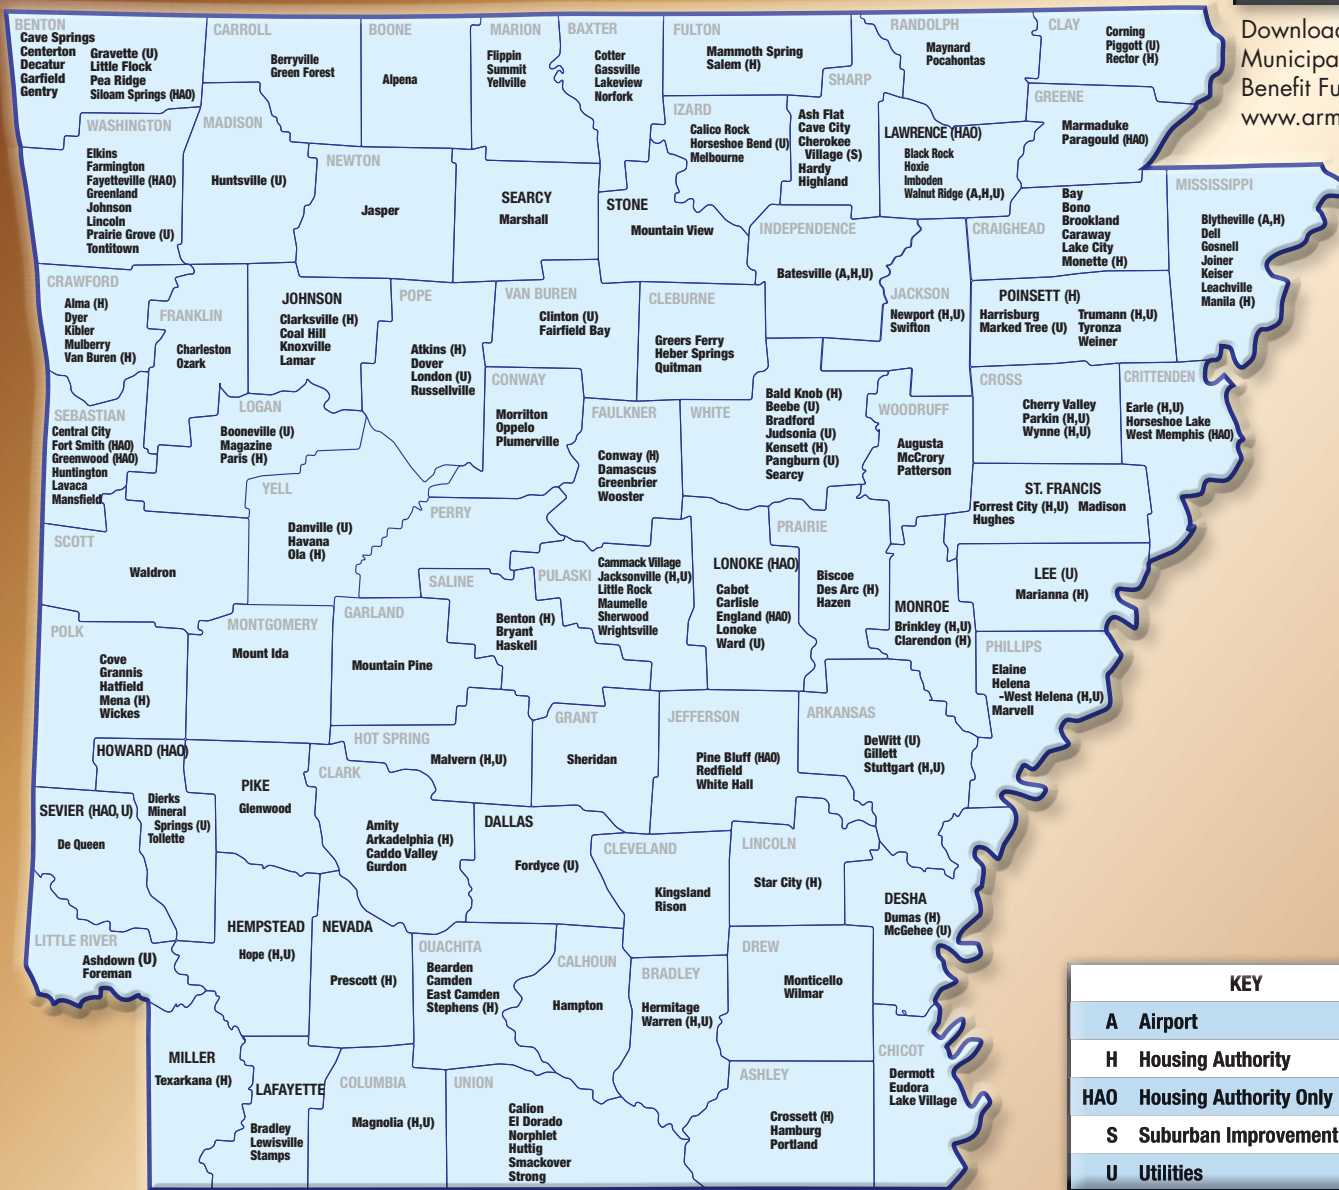 BENTON
Cave Springs
Centerton
Decatur
Garfield
Gentry
Gravette (U)
Little Flock
Pea Ridge
Siloam Springs (HAO)
CARROLL
Berryville
Green Forest
BOONE
Alpena
MARION
Flippin
Summit
Yellville
BAXTER
Cotter
Gassville
Lakeview
Norfork
FULTON
Mammoth Spring
Salem (H)
SHARP
Ash Flat
Cave City
Cherokee
Village (S)
Hardy
Highland
RANDOLPH
Maynard
Pocahontas
CLAY
Corning
Piggott (U)
Rector (H)
Download
Municipa
Benefit Fu
www.arm
GREENE
Marmaduke
Paragould (HAO)
IZARD
Calico Rock
Horseshoe Bend (U)
Melbourne
LAWRENCE (HAO)
Black Rock
Hoxie
Imboden
Walnut Ridge (A,H,U)
WASHINGTON
Elkins
Farmington
Fayetteville (HAO)
Greenland
Johnson
Lincoln
Prairie Grove (U)
Tontitown
MADISON
Huntsville (U)
NEWTON
Jasper
SEARCY
Marshall
STONE
Mountain View
INDEPENDENCE
Batesville (A,H,U)
CRAIGHEAD
Bay
Bono
Brookland
Caraway
Lake City
Monette (H)
MISSISSIPPI
Blytheville (A,H)
Dell
Gosnell
Joiner
Keiser
Leachville
Manila (H)
CRAWFORD
Alma (H)
Dyer
Kibler
Mulberry
Van Buren (H)
FRANKLIN
Charleston
Ozark
JOHNSON
Clarksville (H)
Coal Hill
Knoxville
Lamar
POPE
Atkins (H)
Dover
London (U)
Russellville
VAN BUREN
Clinton (U)
Fairfield Bay
CLEBURNE
Greers Ferry
Heber Springs
Quitman
JACKSON
Newport (H,U)
Swifton
POINSETT (H)
Harrisburg
Marked Tree (U)
Trumann (H,U)
Tyronza
Weiner
SEBASTIAN
Central City
Fort Smith (HAO)
Greenwood (HAO)
Huntington
Lavaca
Mansfield
LOGAN
Booneville (U)
Magazine
Paris (H)
CONWAY
Morrilton
Oppelo
Plumerville
FAULKNER
Conway (H)
Damascus
Greenbrier
Wooster
WHITE
Bald Knob (H)
Beebe (U)
Bradford
Judsonia (U)
Kensett (H)
Pangburn (U)
Searcy
WOODRUFF
Augusta
McCrory
Patterson
CROSS
Cherry Valley
Parkin (H,U)
Wynne (H,U)
CRITTENDEN
Earle (H,U)
Horseshoe Lake
West Memphis (HAO)
ST. FRANCIS
Forrest City (H,U) Madison
Hughes
YELL
Danville (U)
Havana
Ola (H)
PERRY
SCOTT
Waldron
SALINE
Benton (H)
Bryant
Haskell
PULASKI
Cammack Village
Jacksonville (H,U)
Little Rock
Maumelle
Sherwood
Wrightsville
LONOKE (HAO)
Cabot
Carlisle
England (HAO)
Lonoke
Ward (U)
PRAIRIE
Biscoe
Des Arc (H)
Hazen
MONROE
Brinkley (H,U)
Clarendon (H)
LEE (U)
Marianna (H)
PHILLIPS
Elaine
Helena
-West Helena (H,U)
Marvell
POLK
Cove
Grannis
Hatfield
Mena (H)
Wickes
MONTGOMERY
Mount Ida
GARLAND
Mountain Pine
HOT SPRING
Malvern (H,U)
GRANT
Sheridan
JEFFERSON
Pine Bluff (HAO)
Redfield
White Hall
ARKANSAS
DeWitt (U)
Gillett
Stuttgart (H,U)
HOWARD (HAO)
Dierks
Mineral
Springs (U)
Tollette
SEVIER (HAO, U)
De Queen
PIKE
Glenwood
CLARK
Amity
Arkadelphia (H)
Caddo Valley
Gurdon
DALLAS
Fordyce (U)
CLEVELAND
Kingsland
Rison
LINCOLN
Star City (H)
DESHA
Dumas (H)
McGehee (U)
LITTLE RIVER
Ashdown (U)
Foreman
HEMPSTEAD
Hope (H,U)
NEVADA
Prescott (H)
OUACHITA
Bearden
Camden
East Camden
Stephens (H)
CALHOUN
Hampton
BRADLEY
Hermitage
Warren (H,U)
DREW
Monticello
Wilmar
CHICOT
Dermott
Eudora
Lake Village
MILLER
Texarkana (H)
LAFAYETTE
Bradley
Lewisville
Stamps
COLUMBIA
Magnolia (H,U)
UNION
Calion
El Dorado
Norphlet
Huttig
Smackover
Strong
ASHLEY
Crossett (H)
Hamburg
Portland
KEY
A Airport
H Housing Authority
HAO Housing Authority Only
S Suburban Improvement
U Utilities